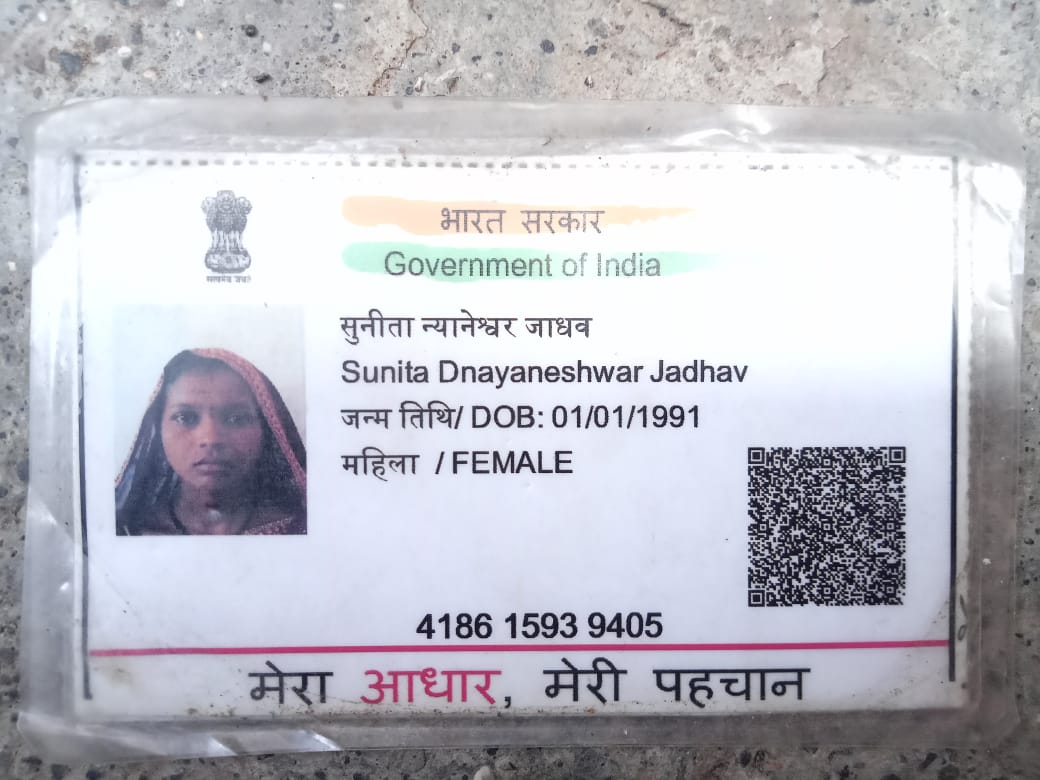 सत्यमेव जयते
भारत सरकार
Government of India
सुनीता न्यानेश्वर जाधव
Sunita Dnayaneshwar Jadhav
जन्म तिथि/ DOB: 01/01/1991
महिला / FEMALE
4186 1593 9405
मेरा आधार, मेरी पहचान